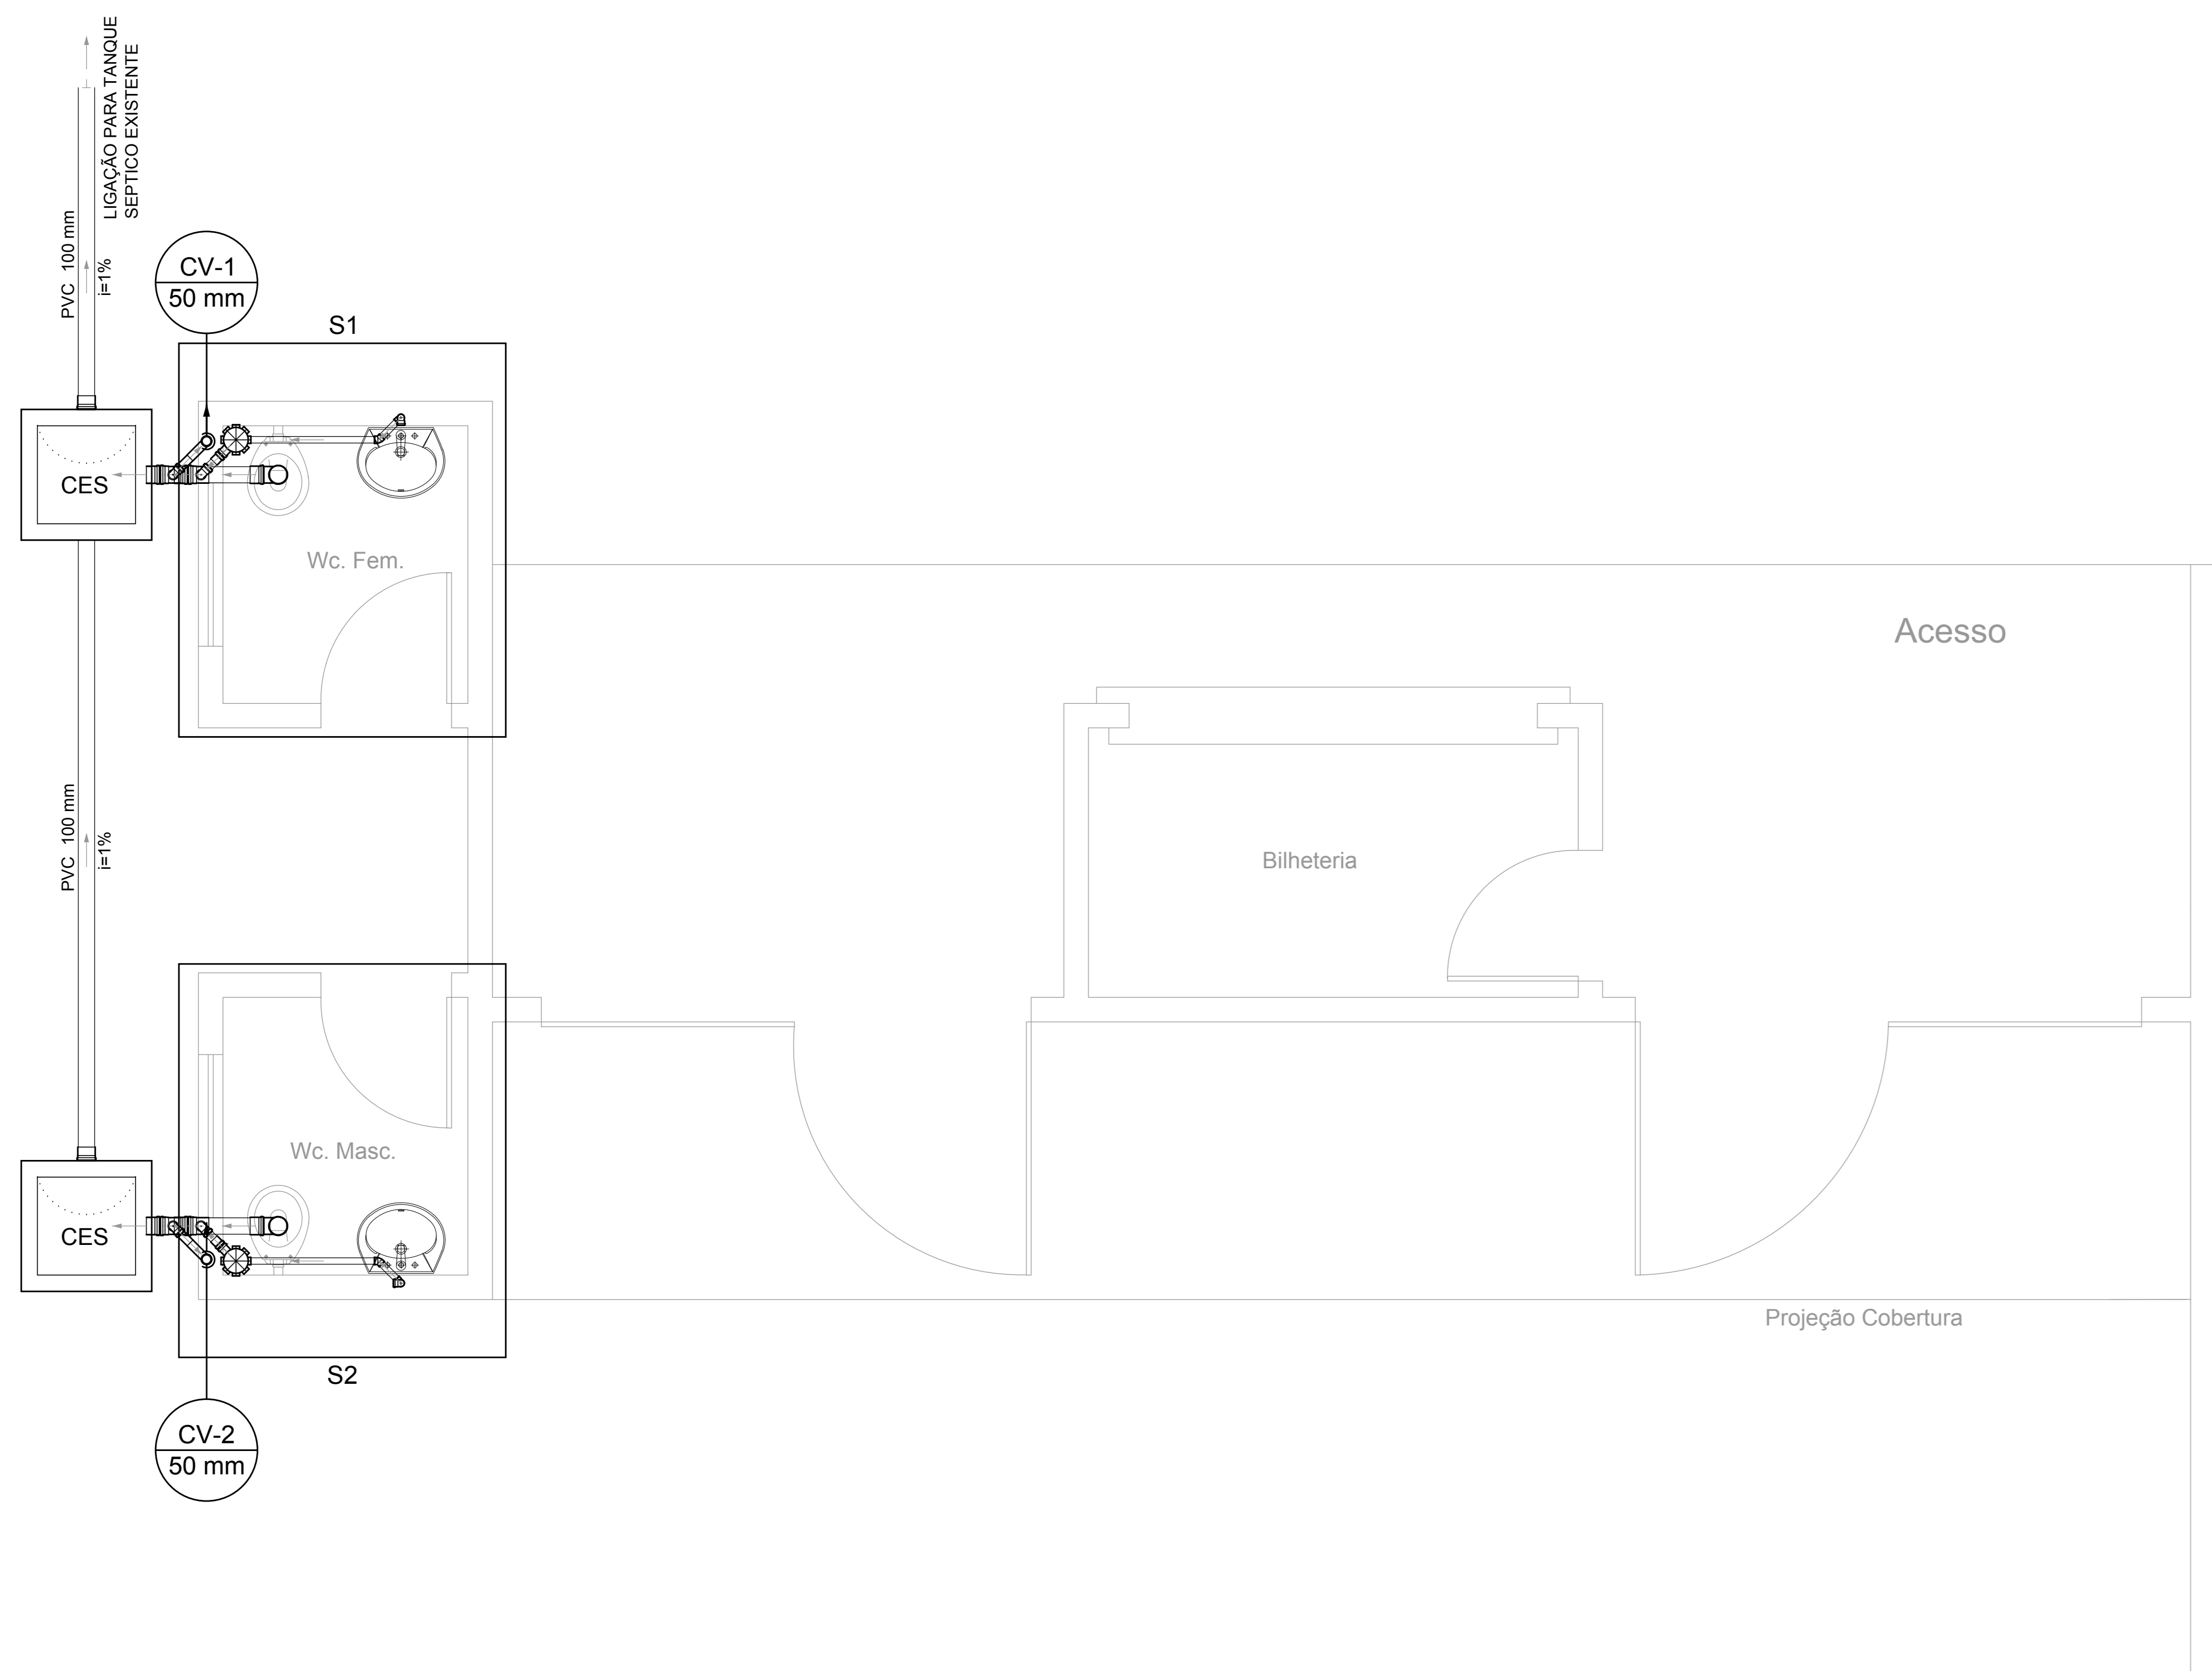 LIGAÇÃO PARA TANQUE
SEPTICO EXISTENTE
PVC 100 mm
i=1%
CV-1
50 mm
S1
CES
Wc. Fem.
Acesso
PVC 100 mm
i=1%
Bilheteria
Wc. Masc.
CES
Projeção Cobertura
S2
CV-2
50 mm